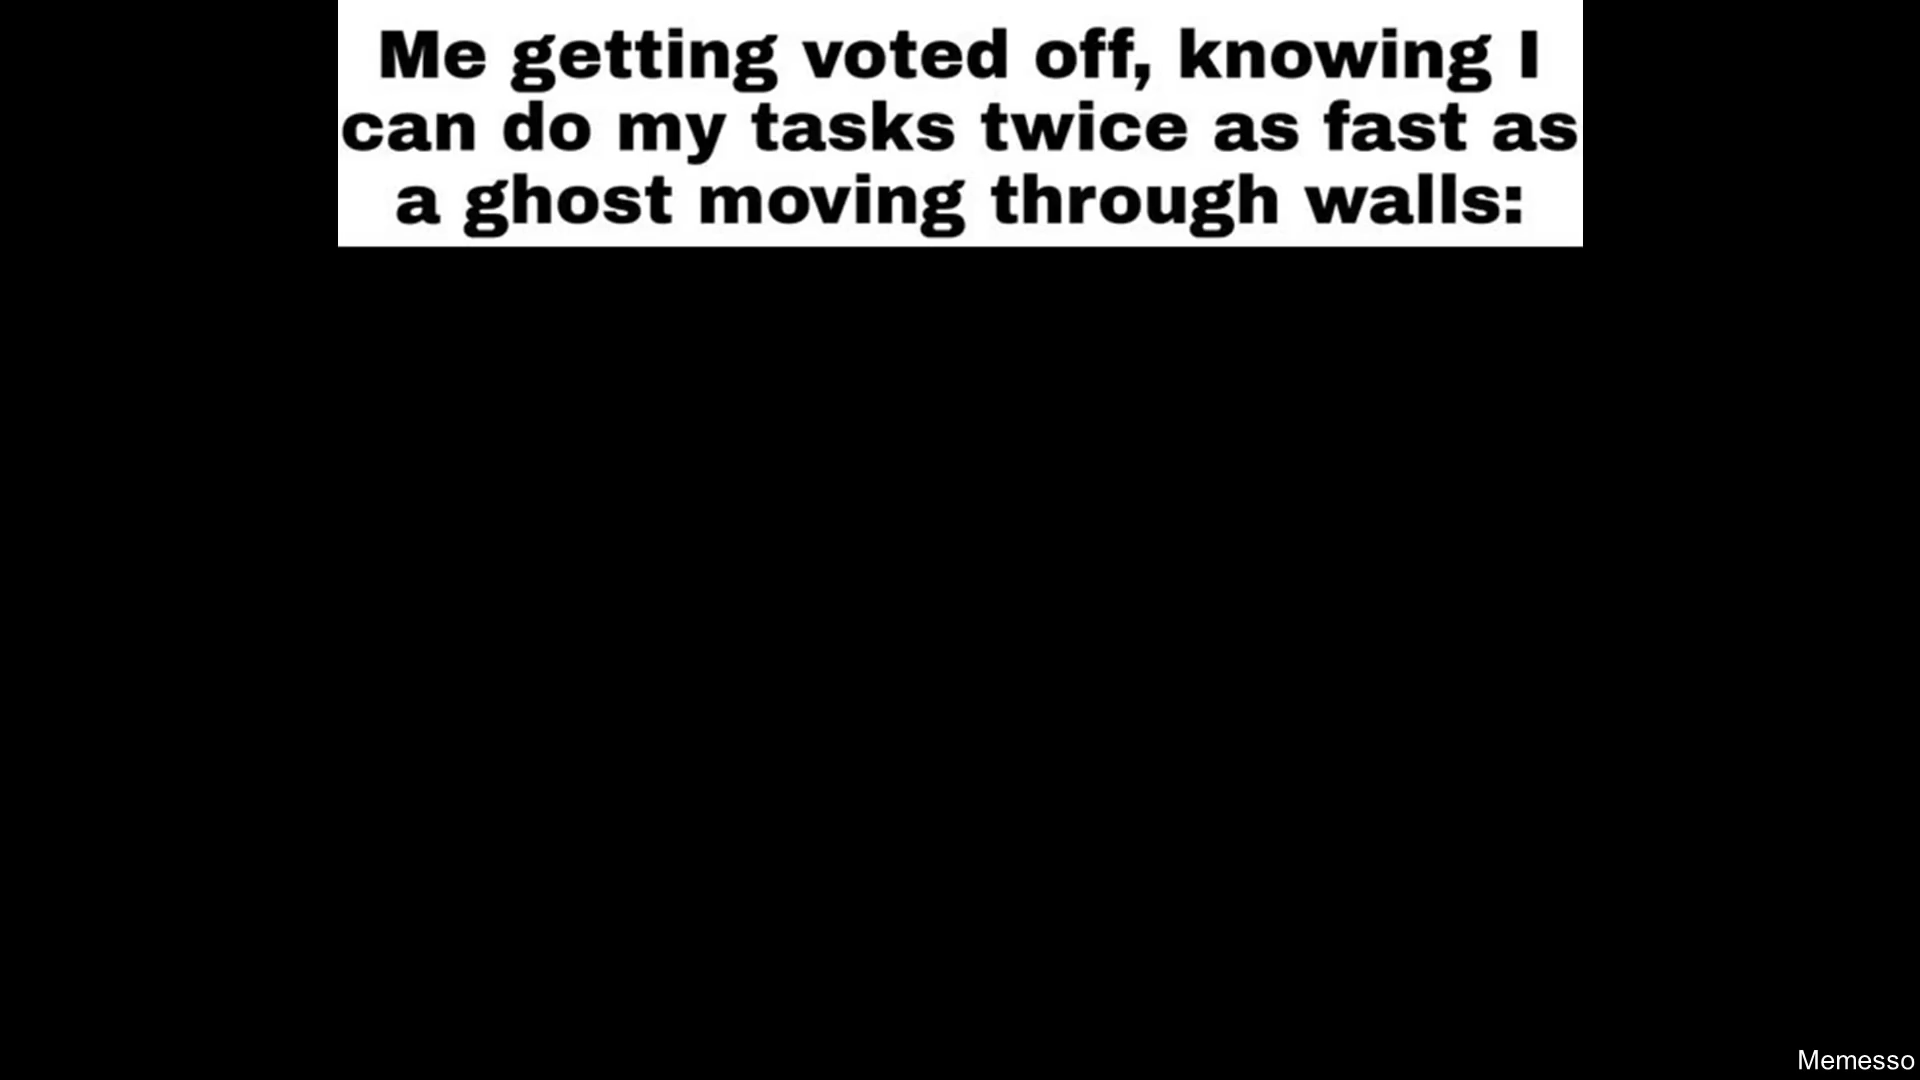 Me getting voted off, knowing I
can do my tasks twice as fast as
a ghost moving through walls:
Memesso